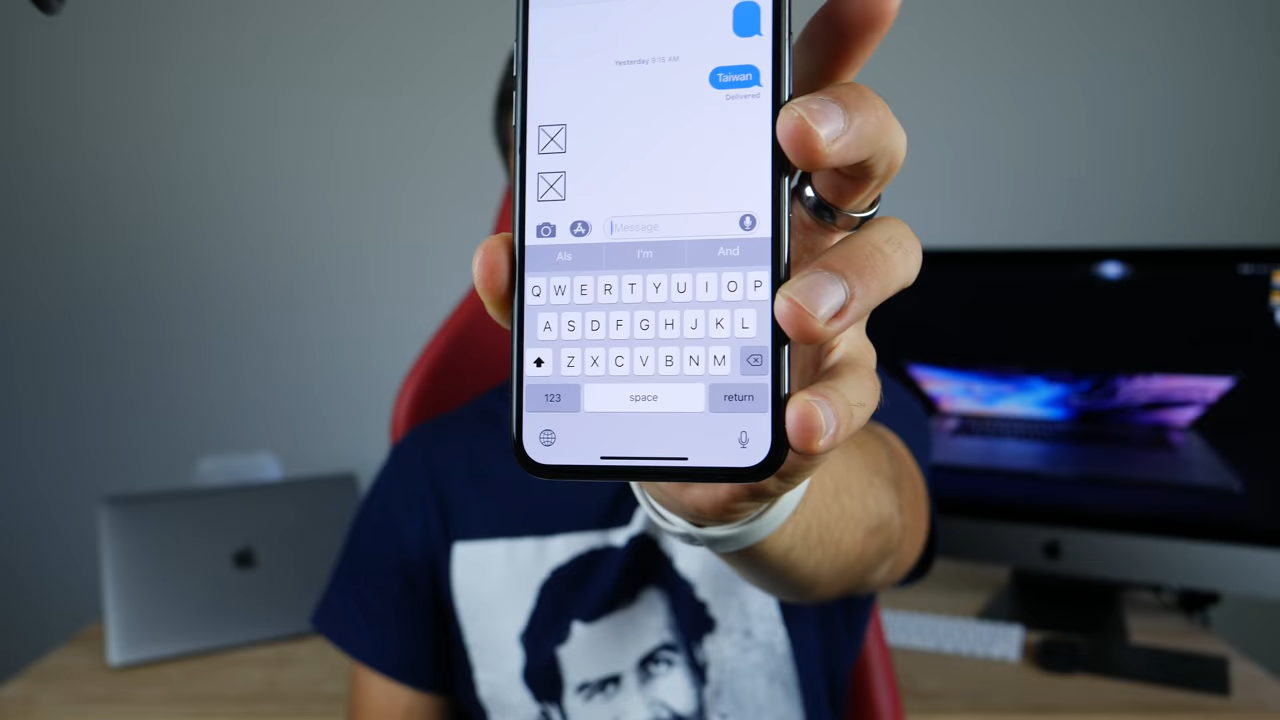 Yesterday 9:15 AM
Taiwan
Delivered
Message
Als I'm And
Q W E R T Y U I O P
A S D F G H J K L
Z X C V B N M
123 space return